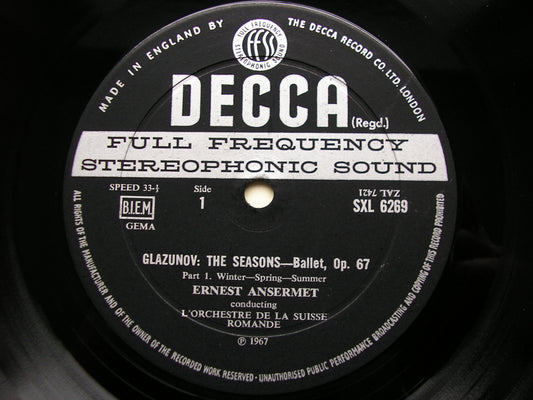 MADE IN ENGLAND BY
THE DECCA RECORD CO. LTD. LONDON
FULL FREQUENCY
ffss
STEREOPHONIC SOUND
DECCA
(Regd.)
FULL FREQUENCY
STEREOPHONIC SOUND
SPEED 33-⅓
Side
1
ZAL 7421
B.I.E.M.
SXL 6269
GEMA
GLAZUNOV: THE SEASONS—Ballet, Op. 67
Part 1. Winter—Spring—Summer
ERNEST ANSERMET
conducting
L'ORCHESTRE DE LA SUISSE
ROMANDE
℗ 1967
ALL RIGHTS OF THE MANUFACTURER AND OF THE OWNER OF THE RECORDED WORK RESERVED · UNAUTHORISED PUBLIC PERFORMANCE BROADCASTING AND COPYING OF THIS RECORD PROHIBITED